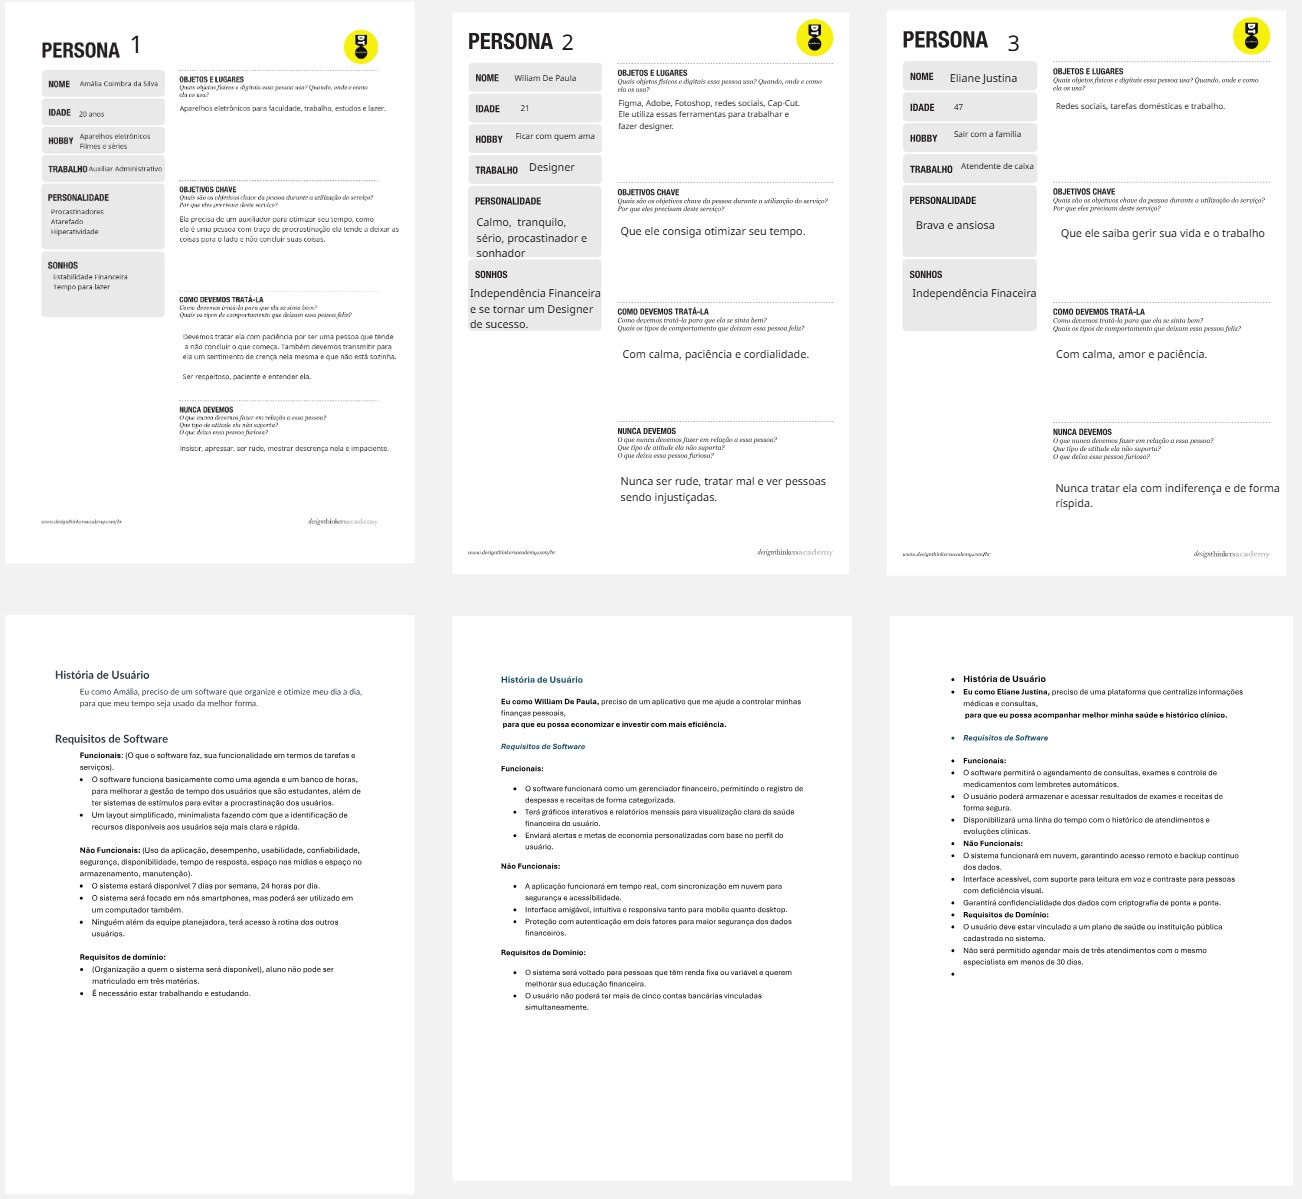 PERSONA 1
NOME Amália Coimbra da Silva
IDADE 20 anos
HOBBY Aparelhos eletrônicos
Filmes e séries
TRABALHO Auxiliar Administrativo
PERSONALIDADE
Procastinadores
Atarefado
Hiperatividade
SONHOS
Estabilidade Financeira
Tempo para lazer
OBJETOS E LUGARES
Quais objetos físicos e digitais essa pessoa usa? Quando, onde e como
ela os usa?
Aparelhos eletrônicos para faculdade, trabalho, estudos e lazer.
OBJETIVOS CHAVE
Quais são os objetivos chave da pessoa durante a utilização do serviço?
Por que eles precisam deste serviço?
Ela precisa de um auxiliar para otimizar seu tempo, como
ela é uma pessoa com traço de procrastinação ela tende a deixar as
coisas para o lado e não concluir suas coisas.
COMO DEVEMOS TRATÁ-LA
Como devemos tratá-la para que ela se sinta bem?
Quais os tipos de comportamento que deixam essa pessoa feliz?
Devemos tratar ela com paciência por ser uma pessoa que tende
a não concluir o que começa. Também devemos transmitir para
ela um sentimento de crença nela mesma e que não está sozinha.
Ser respeitoso, paciente e entender ela.
NUNCA DEVEMOS
O que nunca devemos fazer em relação a essa pessoa?
Que tipo de atitude ela não suporta?
O que deixa essa pessoa furiosa?
Insistir, apressar, ser rude, mostrar descrença nela e impaciente.
www.designthinkersacademy.com/br
designthinkersacademy
PERSONA 2
NOME Wiliam De Paula
IDADE 21
HOBBY Ficar com quem ama
TRABALHO Designer
PERSONALIDADE
Calmo, tranquilo,
sério, procastinador e
sonhador
SONHOS
Independência Financeira
e se tornar um Designer
de sucesso.
OBJETOS E LUGARES
Quais objetos físicos e digitais essa pessoa usa? Quando, onde e como
ela os usa?
Figma, Adobe, Fotoshop, redes sociais, Cap-Cut.
Ele utiliza essas ferramentas para trabalhar e
fazer designer.
OBJETIVOS CHAVE
Quais são os objetivos chave da pessoa durante a utilização do serviço?
Por que eles precisam deste serviço?
Que ele consiga otimizar seu tempo.
COMO DEVEMOS TRATÁ-LA
Como devemos tratá-la para que ela se sinta bem?
Quais os tipos de comportamento que deixam essa pessoa feliz?
Com calma, paciência e cordialidade.
NUNCA DEVEMOS
O que nunca devemos fazer em relação a essa pessoa?
Que tipo de atitude ela não suporta?
O que deixa essa pessoa furiosa?
Nunca ser rude, tratar mal e ver pessoas
sendo injustiçadas.
www.designthinkersacademy.com/br
designthinkersacademy
PERSONA 3
NOME Eliane Justina
IDADE 47
HOBBY Sair com a família
TRABALHO Atendente de caixa
PERSONALIDADE
Brava e ansiosa
SONHOS
Independência Finaceira
OBJETOS E LUGARES
Quais objetos físicos e digitais essa pessoa usa? Quando, onde e como
ela os usa?
Redes sociais, tarefas domésticas e trabalho.
OBJETIVOS CHAVE
Quais são os objetivos chave da pessoa durante a utilização do serviço?
Por que eles precisam deste serviço?
Que ele saiba gerir sua vida e o trabalho
COMO DEVEMOS TRATÁ-LA
Como devemos tratá-la para que ela se sinta bem?
Quais os tipos de comportamento que deixam essa pessoa feliz?
Com calma, amor e paciência.
NUNCA DEVEMOS
O que nunca devemos fazer em relação a essa pessoa?
Que tipo de atitude ela não suporta?
O que deixa essa pessoa furiosa?
Nunca tratar ela com indiferença e de forma
ríspida.
www.designthinkersacademy.com/br
designthinkersacademy
História de Usuário
Eu como Amália, preciso de um software que organize e otimize meu dia a dia,
para que meu tempo seja usado da melhor forma.
Requisitos de Software
Funcionais: (O que o software faz, sua funcionalidade em termos de tarefas e
serviços).
• O software funciona basicamente como uma agenda e um banco de horas,
para melhorar a gestão de tempo dos usuários que são estudantes, além de
ter sistemas de estímulos para evitar a procrastinação dos usuários.
• Um layout simplificado, minimalista fazendo com que a identificação de
recursos disponíveis aos usuários seja mais clara e rápida.
Não Funcionais: (Uso da aplicação, desempenho, usabilidade, confiabilidade,
segurança, disponibilidade, tempo de resposta, espaço nas mídias e espaço no
armazenamento, manutenção).
• O sistema estará disponível 7 dias por semana, 24 horas por dia.
• O sistema será focado em nós smartphones, mas poderá ser utilizado em
um computador também.
• Ninguém além da equipe planejadora, terá acesso à rotina dos outros
usuários.
Requisitos de domínio:
• (Organização a quem o sistema será disponível), aluno não pode ser
matriculado em três matérias.
• É necessário estar trabalhando e estudando.
História de Usuário
Eu como William De Paula, preciso de um aplicativo que me ajude a controlar minhas
finanças pessoais,
para que eu possa economizar e investir com mais eficiência.
Requisitos de Software
Funcionais:
• O software funcionará como um gerenciador financeiro, permitindo o registro de
despesas e receitas de forma categorizada.
• Terá gráficos interativos e relatórios mensais para visualização clara da saúde
financeira do usuário.
• Enviará alertas e metas de economia personalizadas com base no perfil do
usuário.
Não Funcionais:
• A aplicação funcionará em tempo real, com sincronização em nuvem para
segurança e acessibilidade.
• Interface amigável, intuitiva e responsiva tanto para mobile quanto desktop.
• Proteção com autenticação em dois fatores para maior segurança dos dados
financeiros.
Requisitos de Domínio:
• O sistema será voltado para pessoas que têm renda fixa ou variável e querem
melhorar sua educação financeira.
• O usuário não poderá ter mais de cinco contas bancárias vinculadas
simultaneamente.
• História de Usuário
• Eu como Eliane Justina, preciso de uma plataforma que centralize informações
médicas e consultas,
para que eu possa acompanhar melhor minha saúde e histórico clínico.
• Requisitos de Software
• Funcionais:
• O software permitirá o agendamento de consultas, exames e controle de
medicamentos com lembretes automáticos.
• O usuário poderá armazenar e acessar resultados de exames e receitas de
forma segura.
• Disponibilizará uma linha do tempo com o histórico de atendimentos e
evoluções clínicas.
• Não Funcionais:
• O sistema funcionará em nuvem, garantindo acesso remoto e backup contínuo
dos dados.
• Interface acessível, com suporte para leitura em voz e contraste para pessoas
com deficiência visual.
• Garantirá confidencialidade dos dados com criptografia de ponta a ponta.
• Requisitos de Domínio:
• O usuário deve estar vinculado a um plano de saúde ou instituição pública
cadastrada no sistema.
• Não será permitido agendar mais de três atendimentos com o mesmo
especialista em menos de 30 dias.
•